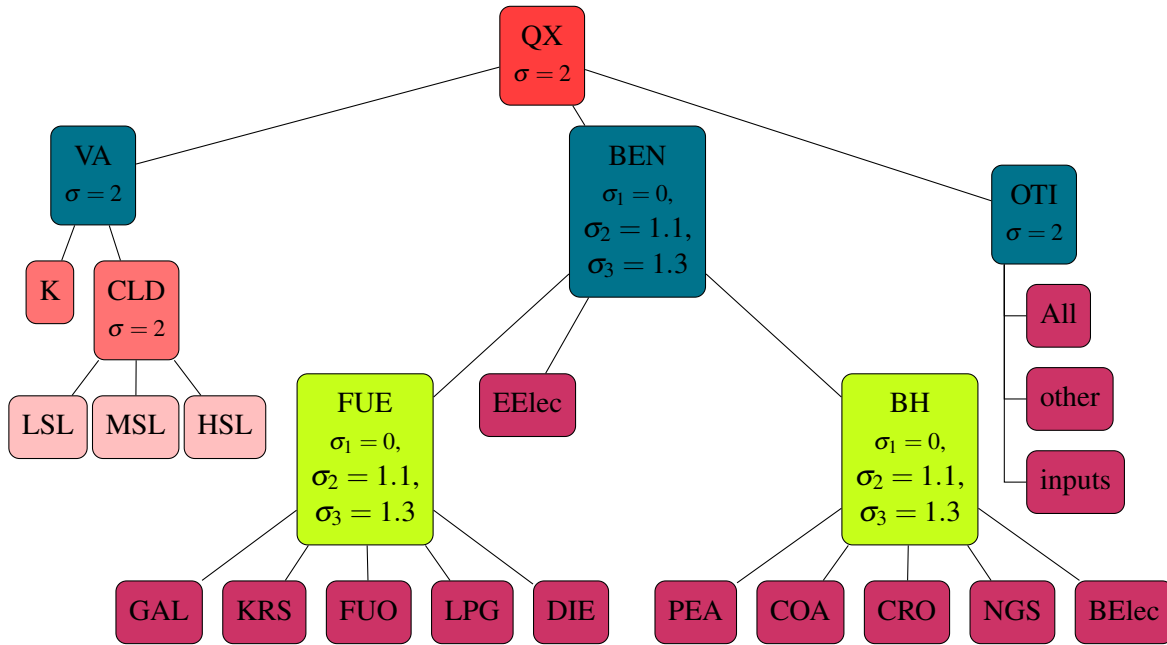 QX
σ = 2
VA
σ = 2
BEN
σ₁ = 0,
σ₂ = 1.1,
σ₃ = 1.3
OTI
σ = 2
K
CLD
σ = 2
All
other
inputs
LSL
MSL
HSL
FUE
σ₁ = 0,
σ₂ = 1.1,
σ₃ = 1.3
EElec
BH
σ₁ = 0,
σ₂ = 1.1,
σ₃ = 1.3
GAL
KRS
FUO
LPG
DIE
PEA
COA
CRO
NGS
BElec